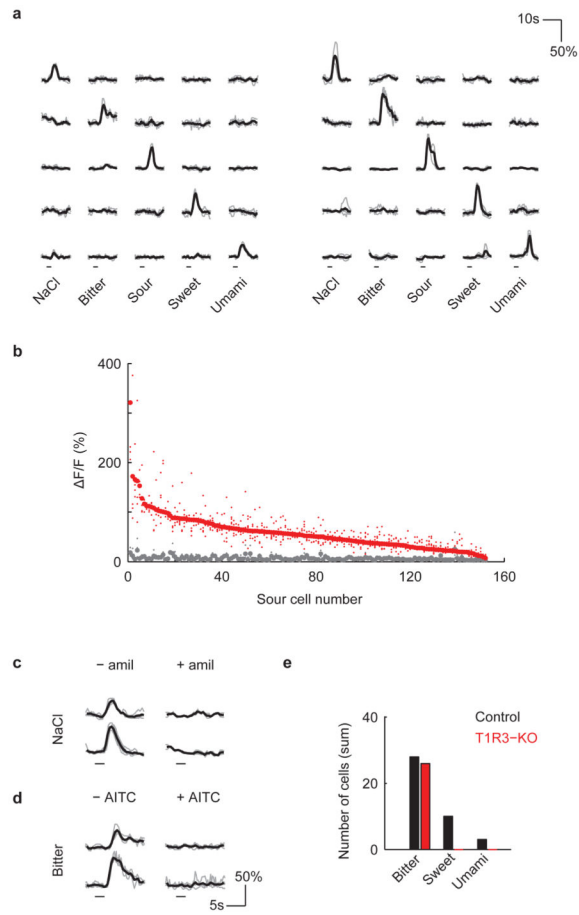 a
10s
50%
NaCl Bitter Sour Sweet Umami
NaCl Bitter Sour Sweet Umami
b
400
200
0
ΔF/F (%)
0 40 80 120 160
Sour cell number
c
− amil + amil
NaCl
d
− AITC + AITC
Bitter
50%
5s
e
Control
T1R3−KO
40
20
0
Number of cells (sum)
Bitter Sweet Umami